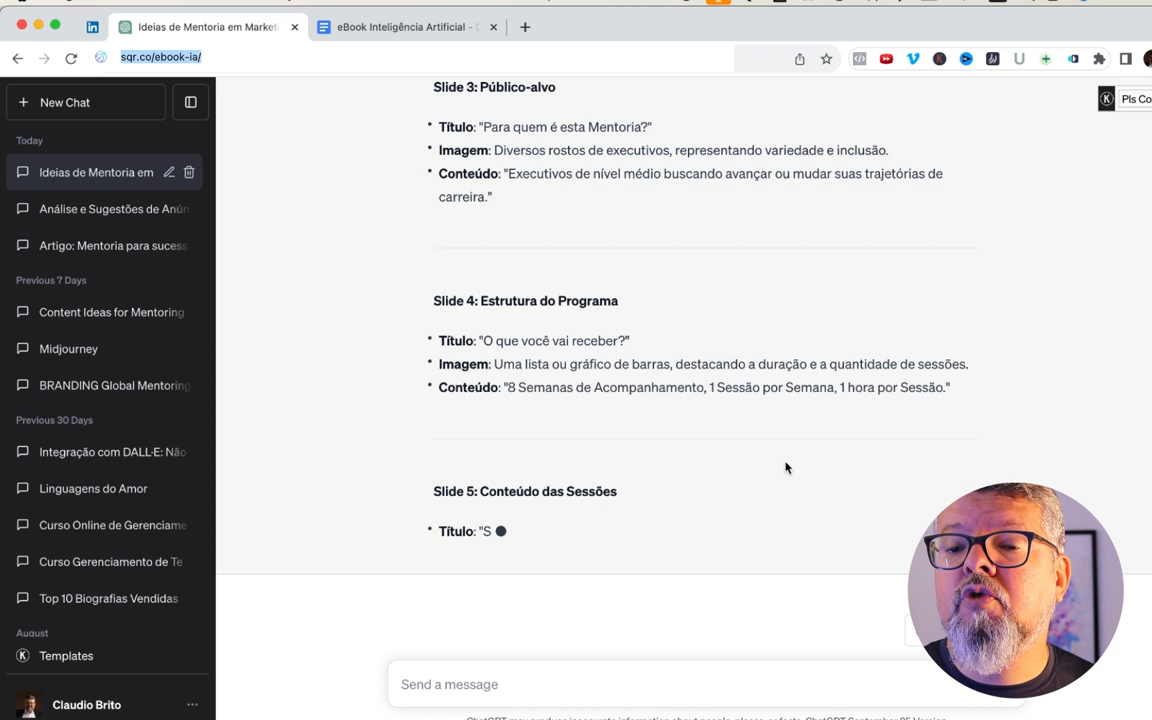 Ideias de Mentoria em Market
eBook Inteligência Artificial -
sqr.co/ebook-ia/
New Chat
Pls Co
Today
Ideias de Mentoria em
Análise e Sugestões de Anún
Artigo: Mentoria para sucess
Previous 7 Days
Content Ideas for Mentoring
Midjourney
BRANDING Global Mentoring
Previous 30 Days
Integração com DALL·E: Não
Linguagens do Amor
Curso Online de Gerenciame
Curso Gerenciamento de Te
Top 10 Biografias Vendidas
August
Templates
Claudio Brito
Slide 3: Público-alvo
Título: "Para quem é esta Mentoria?"
Imagem: Diversos rostos de executivos, representando variedade e inclusão.
Conteúdo: "Executivos de nível médio buscando avançar ou mudar suas trajetórias de
carreira."
Slide 4: Estrutura do Programa
Título: "O que você vai receber?"
Imagem: Uma lista ou gráfico de barras, destacando a duração e a quantidade de sessões.
Conteúdo: "8 Semanas de Acompanhamento, 1 Sessão por Semana, 1 hora por Sessão."
Slide 5: Conteúdo das Sessões
Título: "S
Send a message